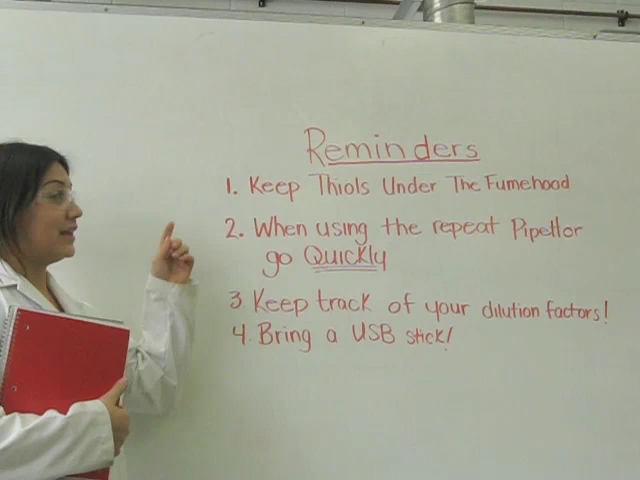 Reminders
1. Keep Thiols Under The Fumehood
2. When using the repeat Pipettor
go Quickly
3. Keep track of your dilution factors!
4. Bring a USB stick!